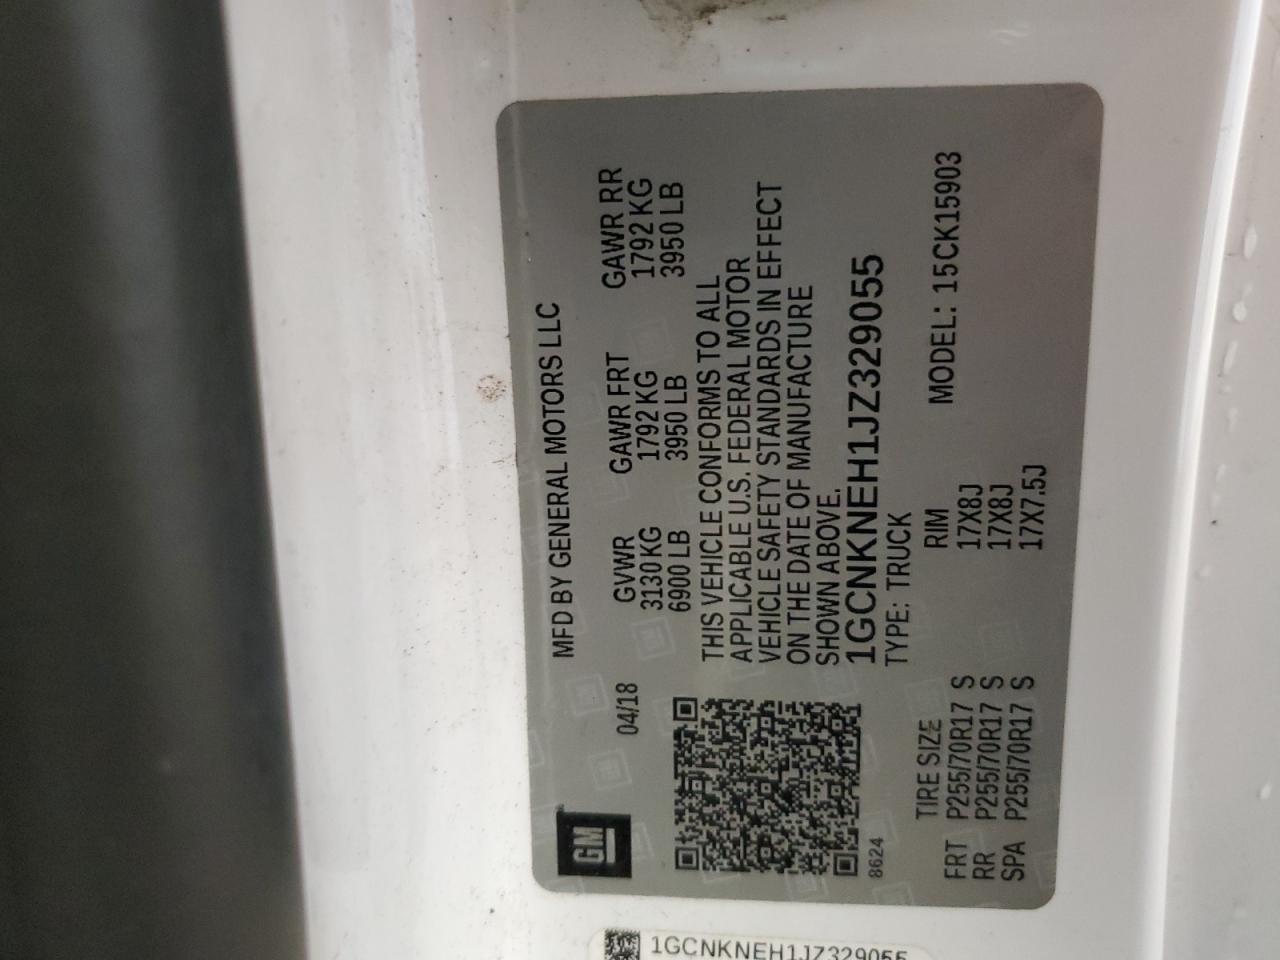 GM
MFD BY GENERAL MOTORS LLC
04/18
GVWR GAWR FRT GAWR RR
3130 KG 1792 KG 1792 KG
6900 LB 3950 LB 3950 LB
THIS VEHICLE CONFORMS TO ALL
APPLICABLE U.S. FEDERAL MOTOR
VEHICLE SAFETY STANDARDS IN EFFECT
ON THE DATE OF MANUFACTURE
SHOWN ABOVE.
1GCNKNEH1JZ329055
8624
TYPE: TRUCK
TIRE SIZE RIM MODEL: 15CK15903
FRT P255/70R17 S 17X8J
RR P255/70R17 S 17X8J
SPA P255/70R17 S 17X7.5J
1GCNKNEH1JZ329055